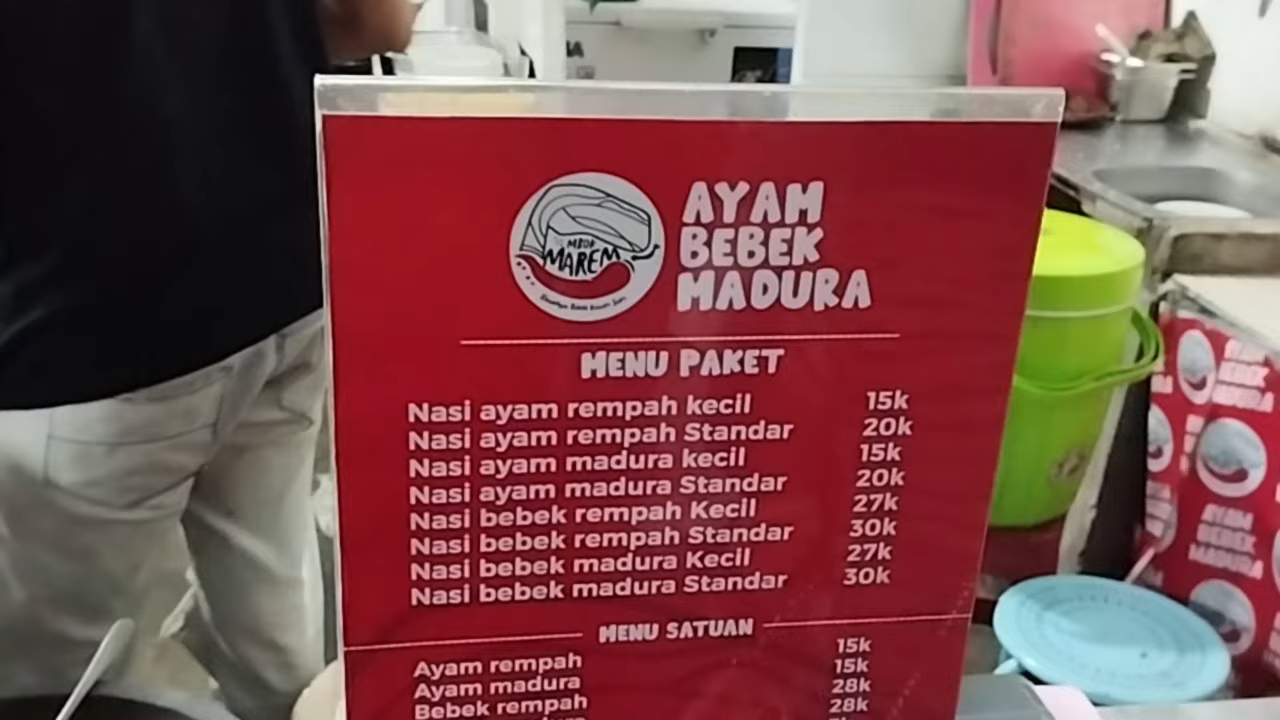 MBOK
MAREM
AYAM
BEBEK
MADURA
MENU PAKET
Nasi ayam rempah kecil 15k
Nasi ayam rempah Standar 20k
Nasi ayam madura kecil 15k
Nasi ayam madura Standar 20k
Nasi bebek rempah Kecil 27k
Nasi bebek rempah Standar 30k
Nasi bebek madura Kecil 27k
Nasi bebek madura Standar 30k
MENU SATUAN
Ayam rempah 15k
Ayam madura 15k
Bebek rempah 28k
28k
AYAM
BEBEK
MADURA
AYAM
BEBEK
MADURA